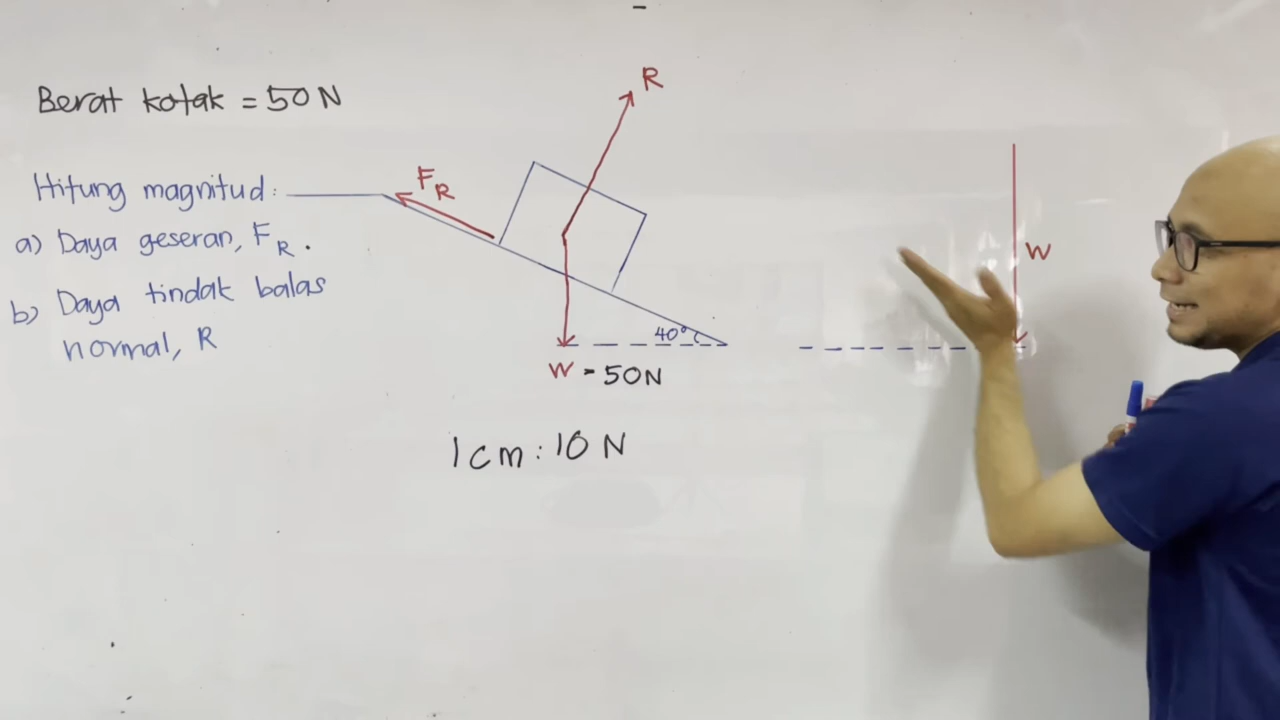 Berat kotak = 50 N
Hitung magnitud:
a) Daya geseran, FR.
b) Daya tindak balas
normal, R
R
FR
40°
W = 50N
1 cm : 10 N
W